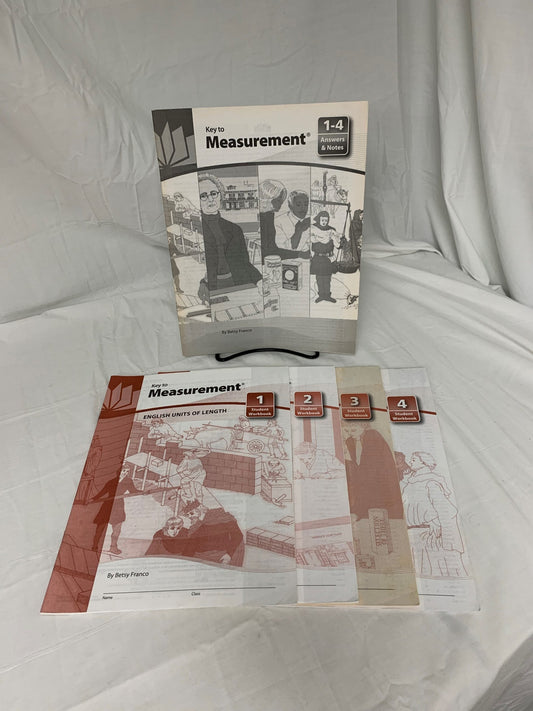 Key to
Measurement®
1-4
Answers
& Notes
By Betsy Franco
Key to
Measurement®
ENGLISH UNITS OF LENGTH
1
Student
Workbook
2
Student
Workbook
3
Student
Workbook
4
Student
Workbook
By Betsy Franco
Name
Class